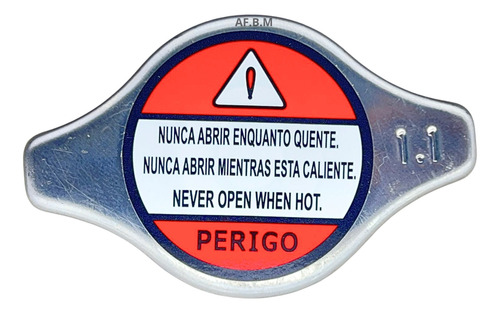 AF.B.M
!
NUNCA ABRIR ENQUANTO QUENTE.
NUNCA ABRIR MIENTRAS ESTA CALIENTE.
NEVER OPEN WHEN HOT.
1.1
PERIGO